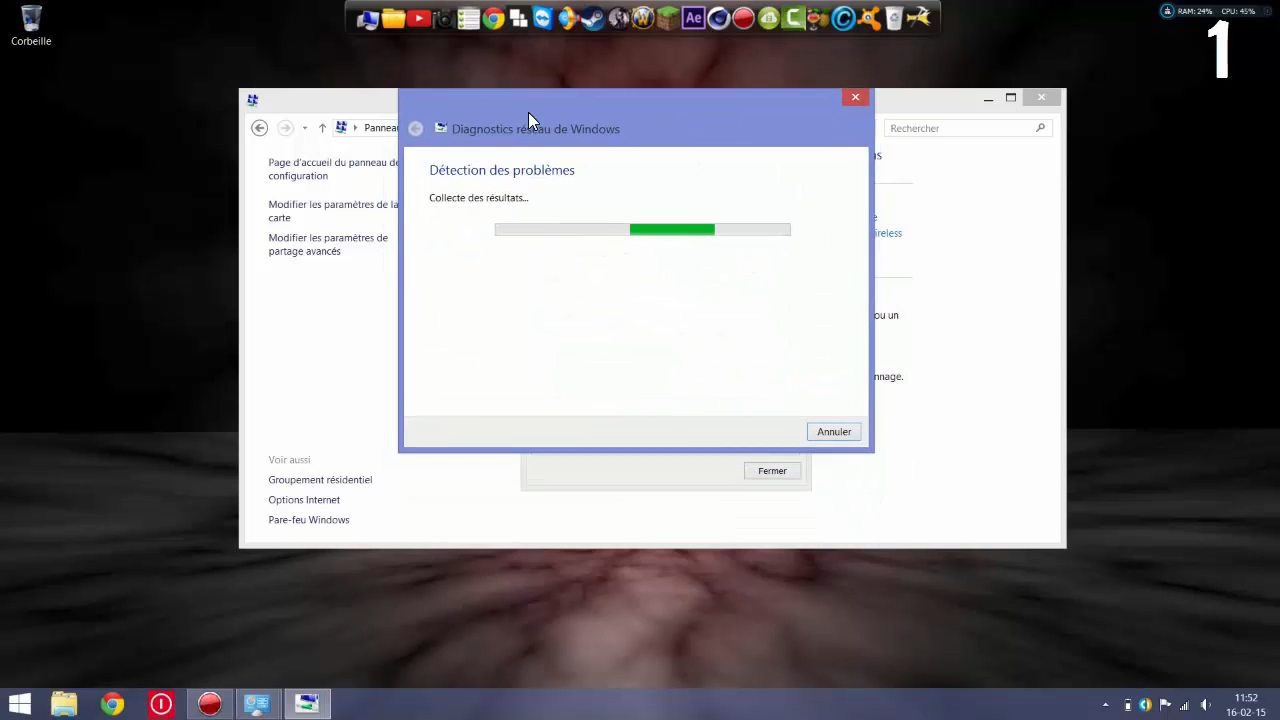 Corbeille
Ae
RAM: 24% CPU: 45%
1
Diagnostics réseau de Windows
Panneau
Rechercher
Page d'accueil du panneau de
configuration
Modifier les paramètres de la
carte
Modifier les paramètres de
partage avancés
Détection des problèmes
Collecte des résultats...
ireless
ou un
nnage.
Annuler
Fermer
Voir aussi
Groupement résidentiel
Options Internet
Pare-feu Windows
11:52
16-02-15